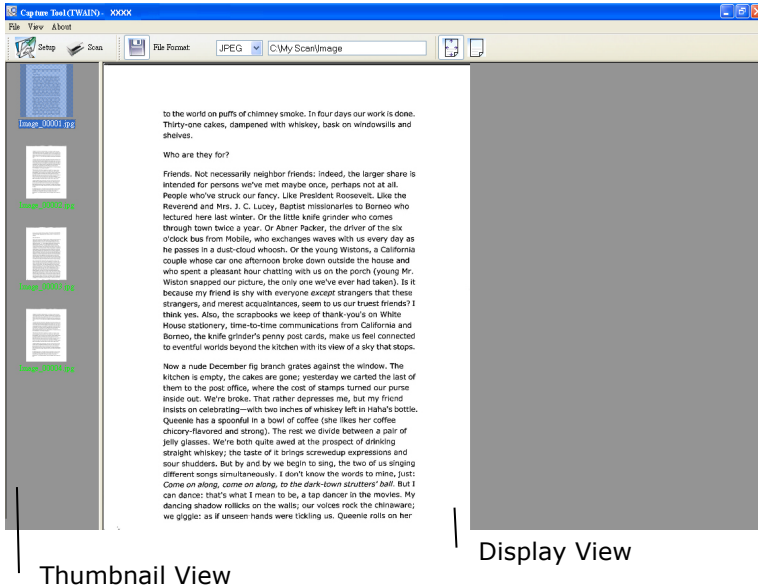 Capture Tool (TWAIN) - XXXX
File View About
Setup Scan File Format: JPEG C:\My Scan\Image
Image_00001.jpg
to the world on puffs of chimney smoke. In four days our work is done.
Thirty-one cakes, dampened with whiskey, bask on windowsills and
shelves.
Who are they for?
Friends. Not necessarily neighbor friends: indeed, the larger share is
intended for persons we've met maybe once, perhaps not at all.
People who've struck our fancy. Like President Roosevelt. Like the
Reverend and Mrs. J. C. Lucey, Baptist missionaries to Borneo who
lectured here last winter. Or the little knife grinder who comes
through town twice a year. Or Abner Packer, the driver of the six
o'clock bus from Mobile, who exchanges waves with us every day as
he passes in a dust-cloud whoosh. Or the young Wistons, a California
couple whose car one afternoon broke down outside the house and
who spent a pleasant hour chatting with us on the porch (young Mr.
Wiston snapped our picture, the only one we've ever had taken). Is it
because my friend is shy with everyone except strangers that these
strangers, and merest acquaintances, seem to us our truest friends? I
think yes. Also, the scrapbooks we keep of thank-you's on White
House stationery, time-to-time communications from California and
Borneo, the knife grinder's penny post cards, make us feel connected
to eventful worlds beyond the kitchen with its view of a sky that stops.
Now a nude December fig branch grates against the window. The
kitchen is empty, the cakes are gone; yesterday we carted the last of
them to the post office, where the cost of stamps turned our purse
inside out. We're broke. That rather depresses me, but my friend
insists on celebrating—with two inches of whiskey left in Haha's bottle.
Queenie has a spoonful in a bowl of coffee (she likes her coffee
chicory-flavored and strong). The rest we divide between a pair of
jelly glasses. We're both quite awed at the prospect of drinking
straight whiskey; the taste of it brings screwedup expressions and
sour shudders. But by and by we begin to sing, the two of us singing
different songs simultaneously. I don't know the words to mine, just:
Come on along, come on along, to the dark-town strutters' ball. But I
can dance: that's what I mean to be, a tap dancer in the movies. My
dancing shadow rollicks on the walls; our voices rock the chinaware;
we giggle: as if unseen hands were tickling us. Queenie rolls on her
Display View
Thumbnail View